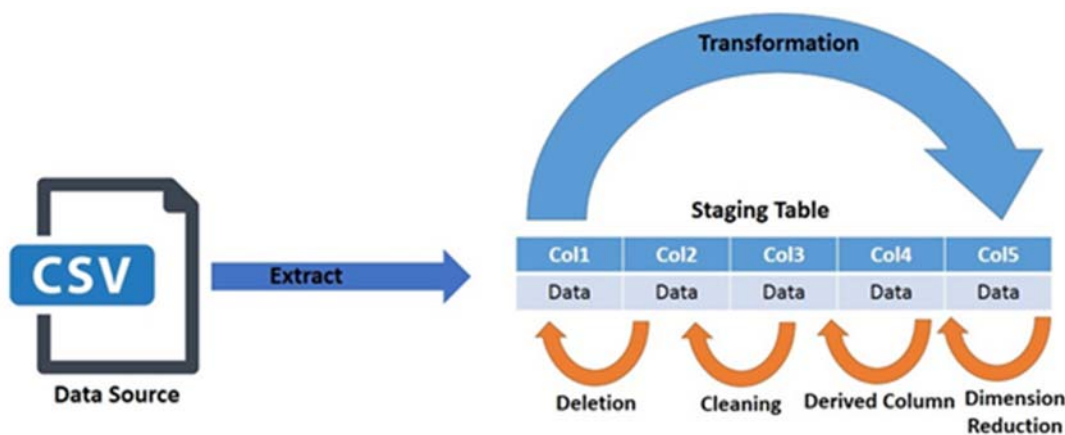 Transformation
Staging Table
Col1 Col2 Col3 Col4 Col5
Data Data Data Data Data
CSV
Extract
Data Source
Deletion
Cleaning
Derived Column
Dimension
Reduction